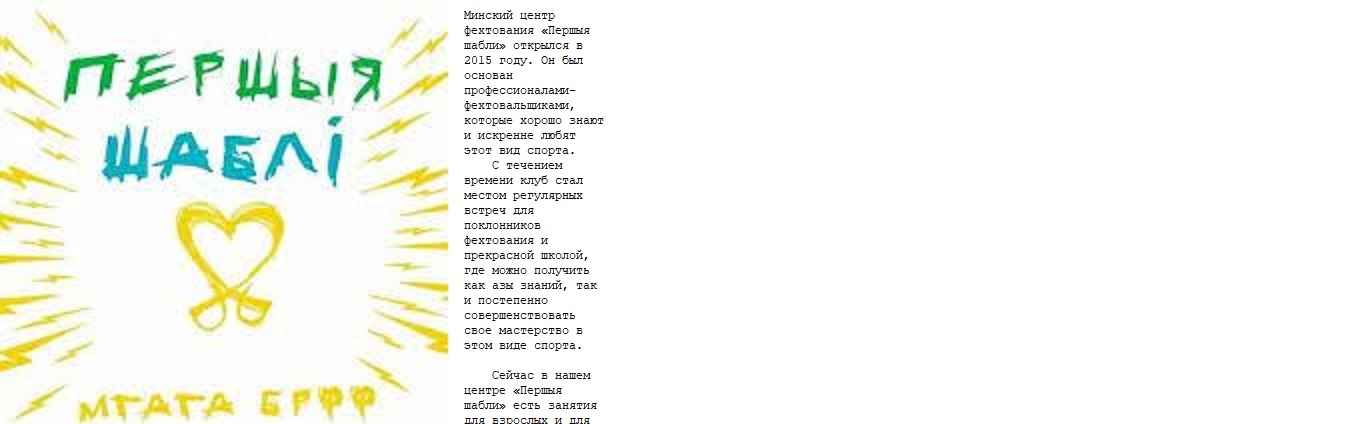 ПЕРШЫЯ
ШАБЛІ
МГАТА БРФФ
Минский центр
фехтования «Першыя
шабли» открылся в
2015 году. Он был
основан
профессионалами-
фехтовальщиками,
которые хорошо знают
и искренне любят
этот вид спорта.
С течением
времени клуб стал
местом регулярных
встреч для
поклонников
фехтования и
прекрасной школой,
где можно получить
как азы знаний, так
и постепенно
совершенствовать
свое мастерство в
этом виде спорта.
Сейчас в нашем
центре «Першыя
шабли» есть занятия
для взрослых и для